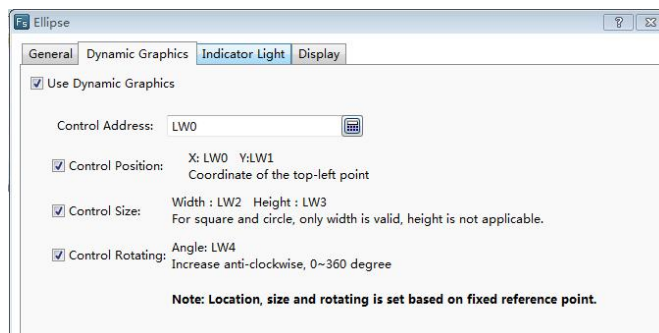 Fs Ellipse
General Dynamic Graphics Indicator Light Display
Use Dynamic Graphics
Control Address: LW0
Control Position: X: LW0 Y:LW1
Coordinate of the top-left point
Control Size: Width : LW2 Height : LW3
For square and circle, only width is valid, height is not applicable.
Control Rotating: Angle: LW4
Increase anti-clockwise, 0~360 degree
Note: Location, size and rotating is set based on fixed reference point.